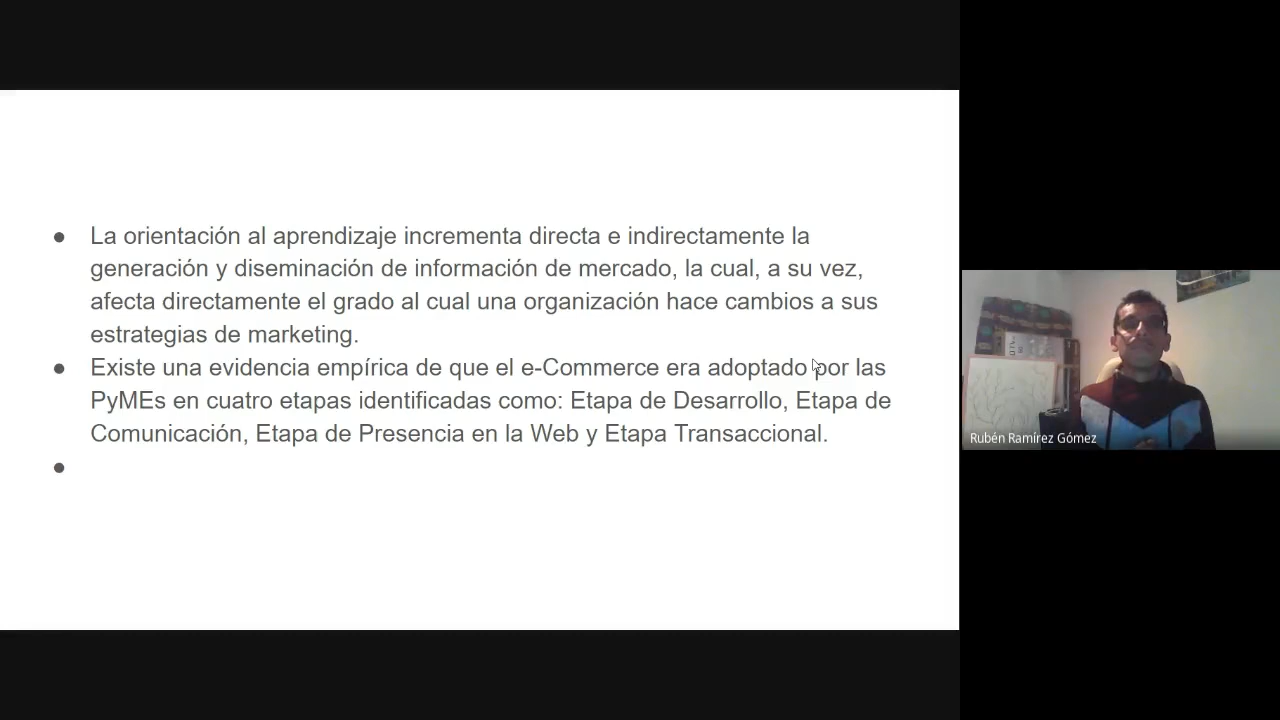 ● La orientación al aprendizaje incrementa directa e indirectamente la
generación y diseminación de información de mercado, la cual, a su vez,
afecta directamente el grado al cual una organización hace cambios a sus
estrategias de marketing.
● Existe una evidencia empírica de que el e-Commerce era adoptado por las
PyMEs en cuatro etapas identificadas como: Etapa de Desarrollo, Etapa de
Comunicación, Etapa de Presencia en la Web y Etapa Transaccional.
●
Rubén Ramírez Gómez